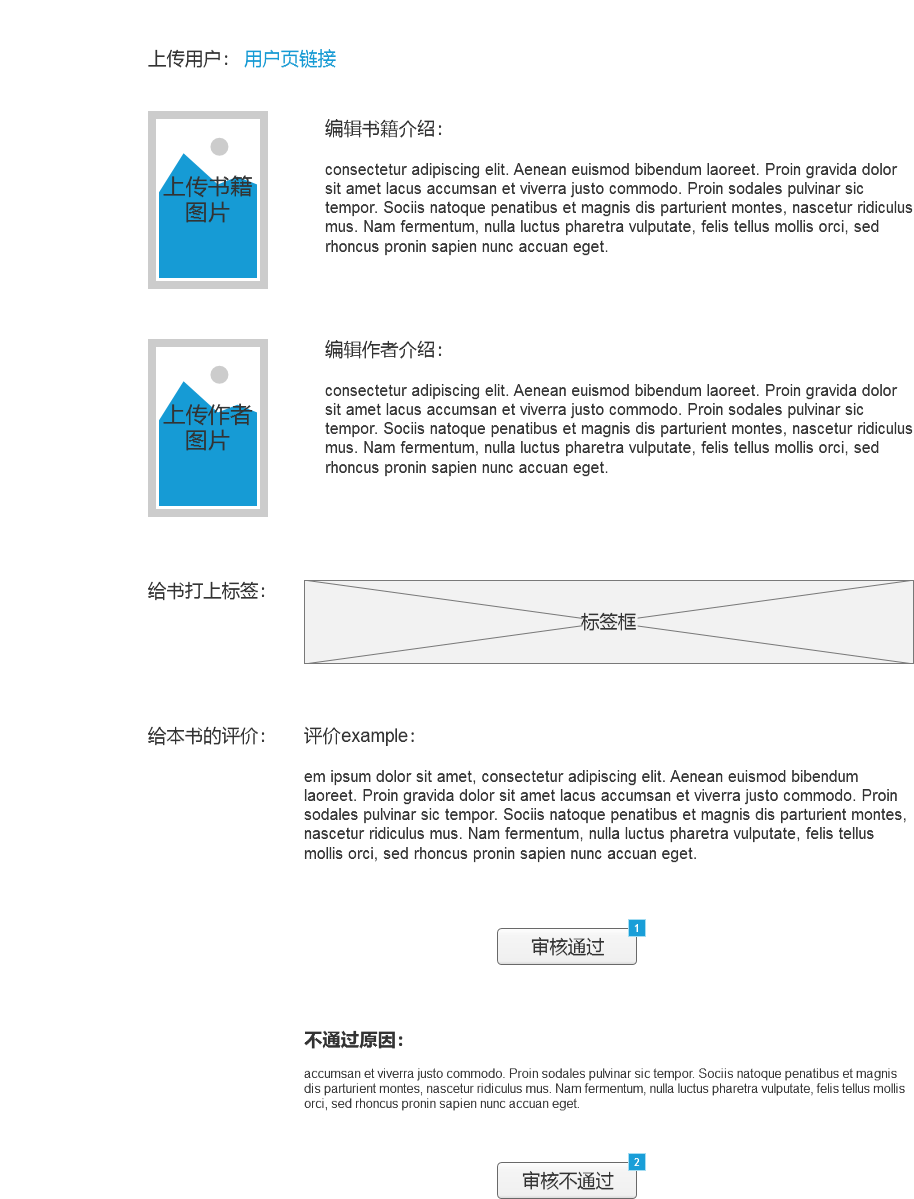 上传用户： 用户页链接
上传书籍
图片
编辑书籍介绍：
consectetur adipiscing elit. Aenean euismod bibendum laoreet. Proin gravida dolor
sit amet lacus accumsan et viverra justo commodo. Proin sodales pulvinar sic
tempor. Sociis natoque penatibus et magnis dis parturient montes, nascetur ridiculus
mus. Nam fermentum, nulla luctus pharetra vulputate, felis tellus mollis orci, sed
rhoncus pronin sapien nunc accuan eget.
上传作者
图片
编辑作者介绍：
consectetur adipiscing elit. Aenean euismod bibendum laoreet. Proin gravida dolor
sit amet lacus accumsan et viverra justo commodo. Proin sodales pulvinar sic
tempor. Sociis natoque penatibus et magnis dis parturient montes, nascetur ridiculus
mus. Nam fermentum, nulla luctus pharetra vulputate, felis tellus mollis orci, sed
rhoncus pronin sapien nunc accuan eget.
给书打上标签：
标签框
给本书的评价：
评价example：
em ipsum dolor sit amet, consectetur adipiscing elit. Aenean euismod bibendum
laoreet. Proin gravida dolor sit amet lacus accumsan et viverra justo commodo. Proin
sodales pulvinar sic tempor. Sociis natoque penatibus et magnis dis parturient montes,
nascetur ridiculus mus. Nam fermentum, nulla luctus pharetra vulputate, felis tellus
mollis orci, sed rhoncus pronin sapien nunc accuan eget.
1
审核通过
不通过原因：
accumsan et viverra justo commodo. Proin sodales pulvinar sic tempor. Sociis natoque penatibus et magnis
dis parturient montes, nascetur ridiculus mus. Nam fermentum, nulla luctus pharetra vulputate, felis tellus mollis
orci, sed rhoncus pronin sapien nunc accuan eget.
2
审核不通过